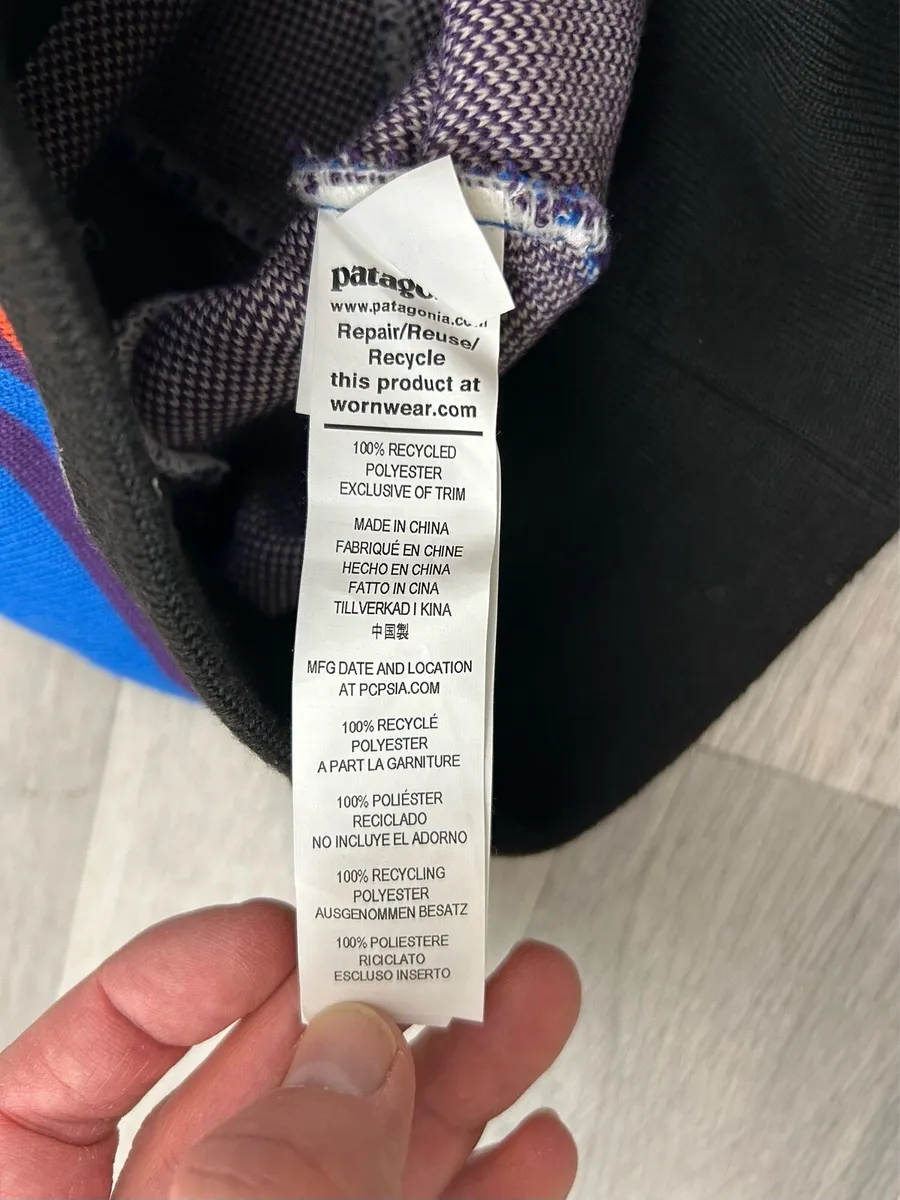 www.patagonia.co
Repair/Reuse/
Recycle
this product at
wornwear.com
100% RECYCLED
POLYESTER
EXCLUSIVE OF TRIM
MADE IN CHINA
FABRIQUÉ EN CHINE
HECHO EN CHINA
FATTO IN CINA
TILLVERKAD I KINA
中国製
MFG DATE AND LOCATION
AT PCPSIA.COM
100% RECYCLÉ
POLYESTER
A PART LA GARNITURE
100% POLIÉSTER
RECICLADO
NO INCLUYE EL ADORNO
100% RECYCLING
POLYESTER
AUSGENOMMEN BESATZ
100% POLIESTERE
RICICLATO
ESCLUSO INSERTO